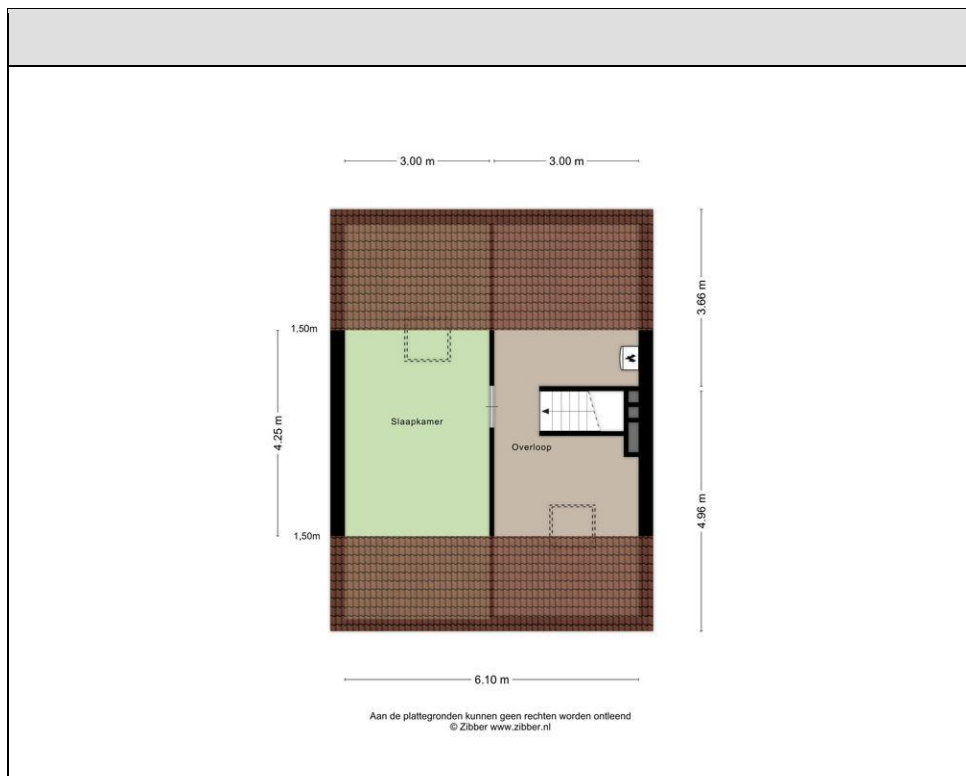 3.00 m 3.00 m
3.66 m
1,50m
4.25 m
Slaapkamer
Overloop
4.96 m
1,50m
6.10 m
Aan de plattegronden kunnen geen rechten worden ontleend
© Zibber www.zibber.nl